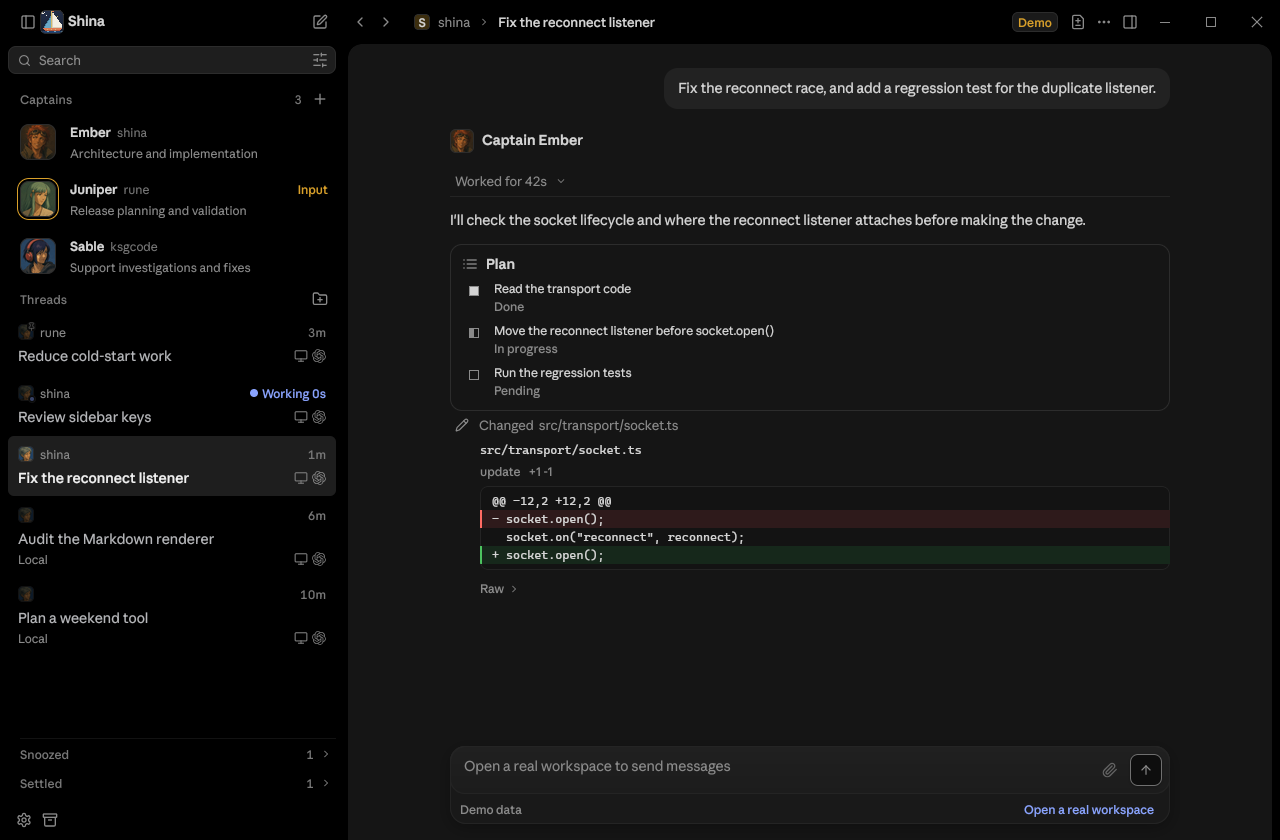 Shina
S shina › Fix the reconnect listener
Demo
Search
Captains 3
Ember shina
Architecture and implementation
Juniper rune Input
Release planning and validation
Sable ksgcode
Support investigations and fixes
Threads
rune 3m
Reduce cold-start work
shina Working 0s
Review sidebar keys
shina 1m
Fix the reconnect listener
6m
Audit the Markdown renderer
Local
10m
Plan a weekend tool
Local
Snoozed 1
Settled 1
Fix the reconnect race, and add a regression test for the duplicate listener.
Captain Ember
Worked for 42s
I'll check the socket lifecycle and where the reconnect listener attaches before making the change.
Plan
Read the transport code
Done
Move the reconnect listener before socket.open()
In progress
Run the regression tests
Pending
Changed src/transport/socket.ts
src/transport/socket.ts
update +1 -1
@@ -12,2 +12,2 @@
- socket.open();
socket.on("reconnect", reconnect);
+ socket.open();
Raw
Open a real workspace to send messages
Demo data Open a real workspace